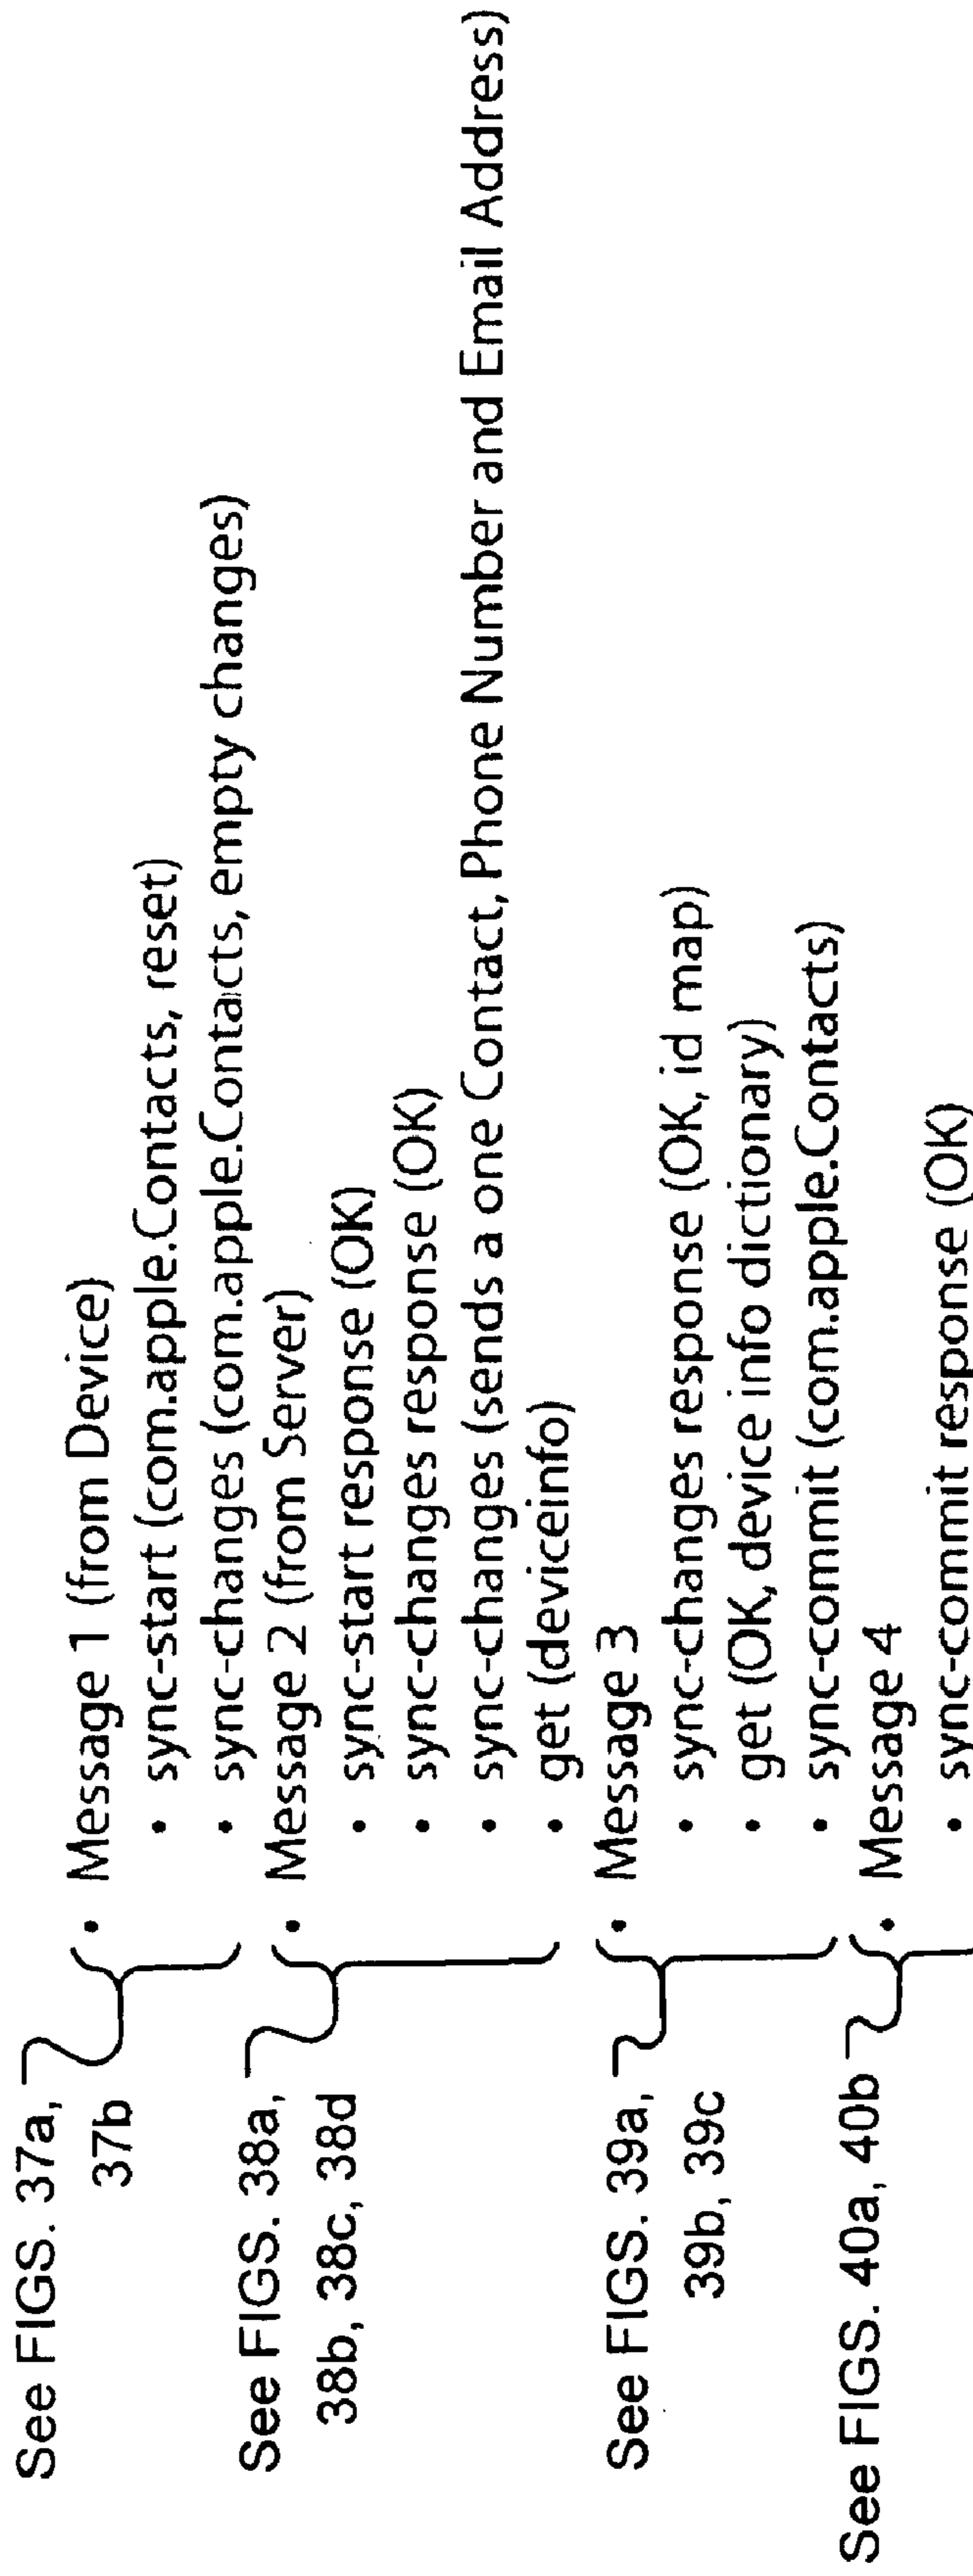 See FIGS. 37a,
37b
• Message 1 (from Device)
• sync-start (com.apple.Contacts, reset)
• sync-changes (com.apple.Contacts, empty changes)
See FIGS. 38a,
38b, 38c, 38d
• Message 2 (from Server)
• sync-start response (OK)
• sync-changes response (OK)
• sync-changes (sends a one Contact, Phone Number and Email Address)
• get (deviceinfo)
See FIGS. 39a,
39b, 39c
• Message 3
• sync-changes response (OK, id map)
• get (OK, device info dictionary)
• sync-commit (com.apple.Contacts)
See FIGS. 40a, 40b
• Message 4
• sync-commit response (OK)